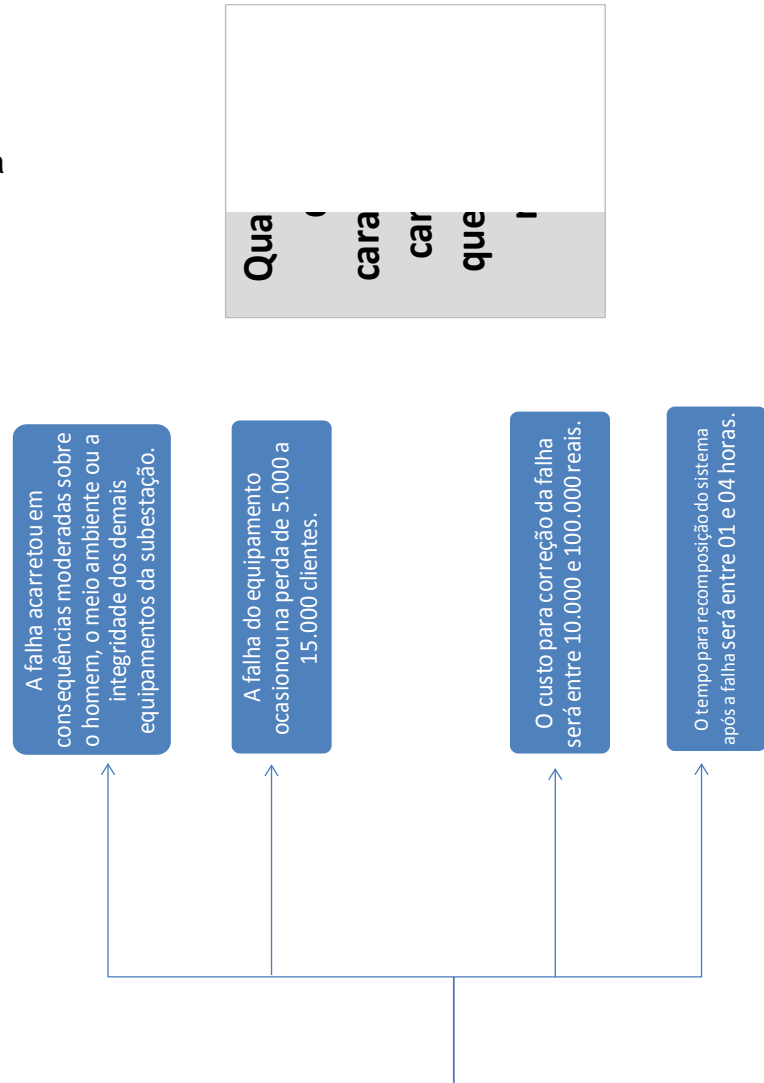 A falha acarretou em
consequências moderadas sobre
o homem, o meio ambiente ou a
integridade dos demais
equipamentos da subestação.
A falha do equipamento
ocasionou na perda de 5.000 a
15.000 clientes.
O custo para correção da falha
será entre 10.000 e 100.000 reais.
O tempo para recomposição do sistema
após a falha será entre 01 e 04 horas.